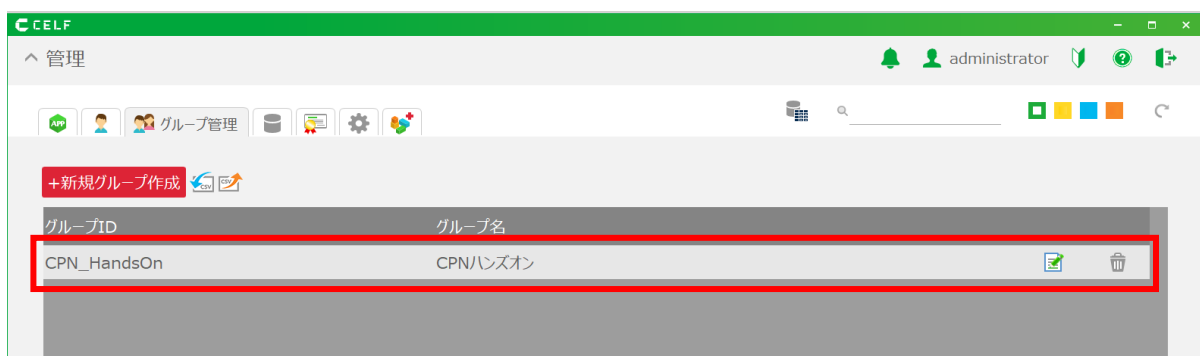 CELF
管理
administrator
APP
グループ管理
+新規グループ作成
CSV
CSV
グループID グループ名
CPN_HandsOn CPNハンズオン